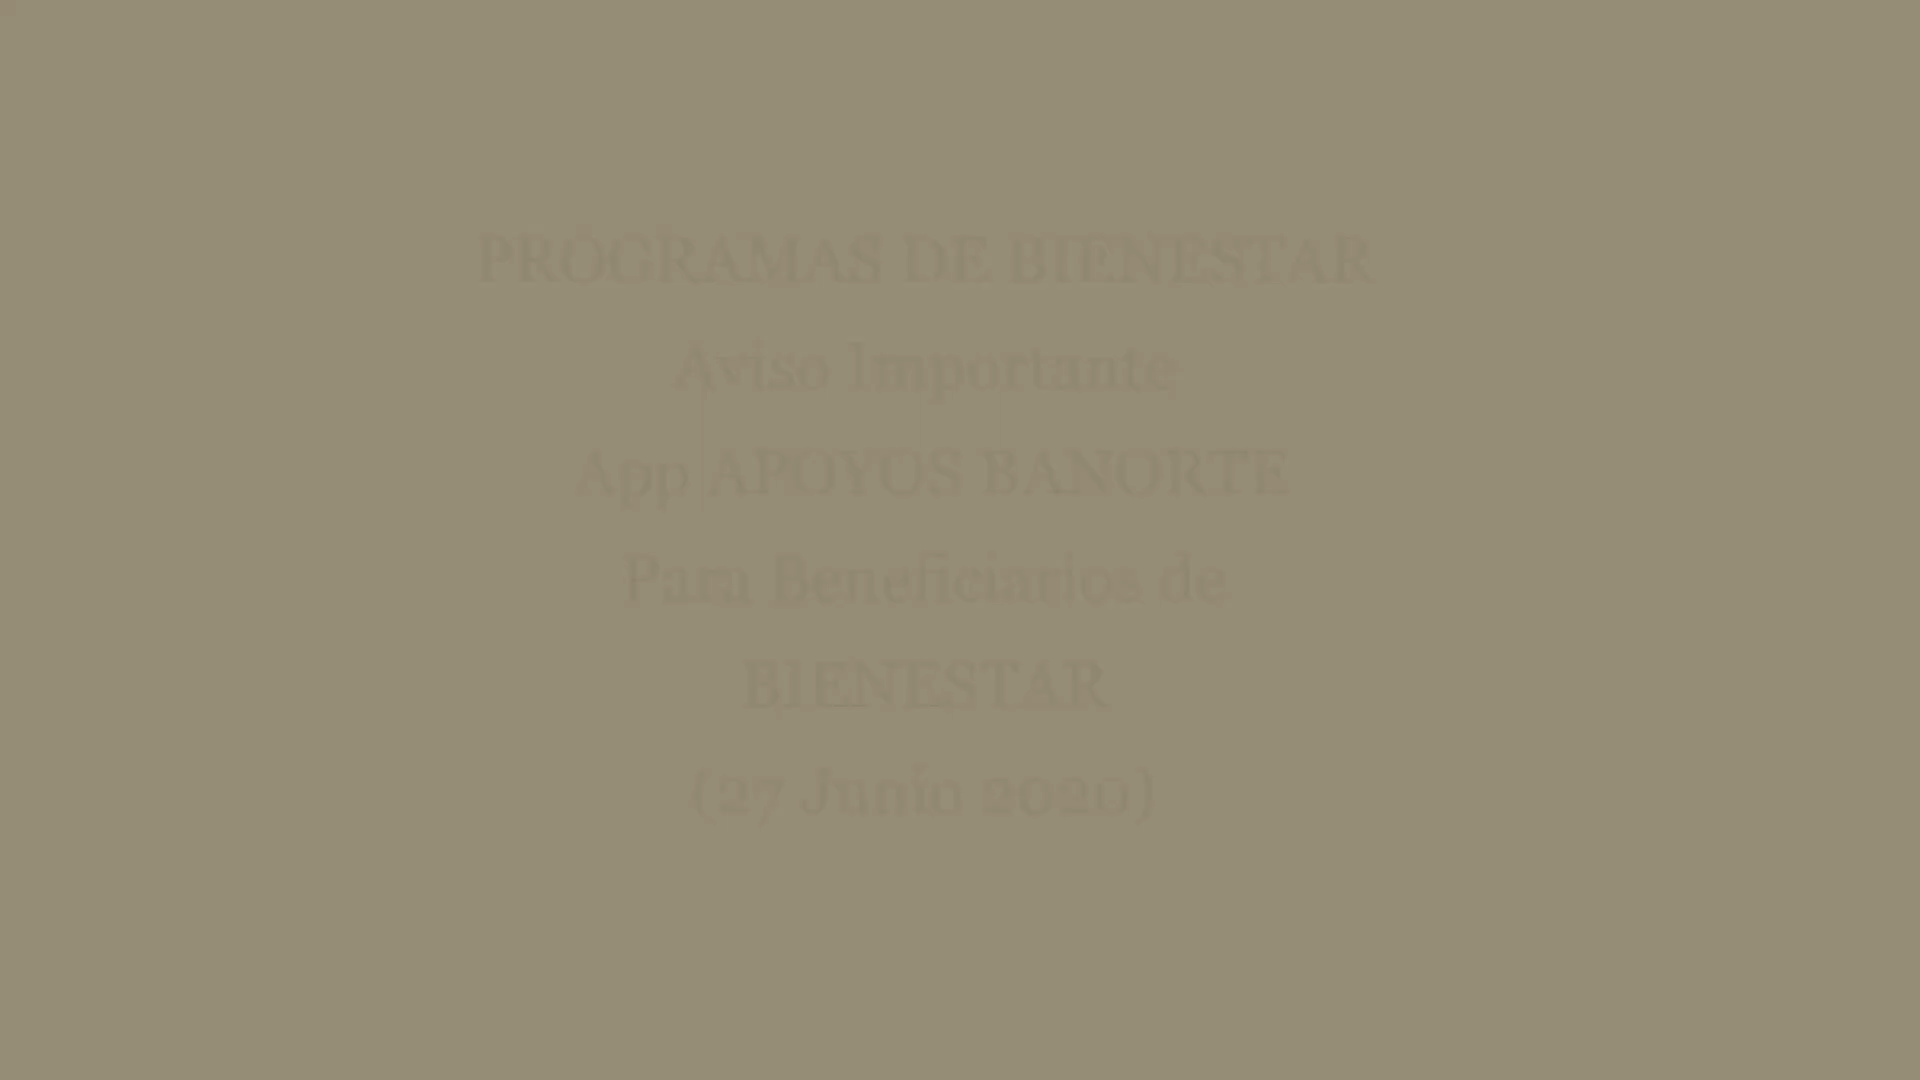 PROGRAMAS DE BIENESTAR
Aviso Importante
App APOYOS BANORTE
Para Beneficiarios de
BIENESTAR
(27 Junio 2020)